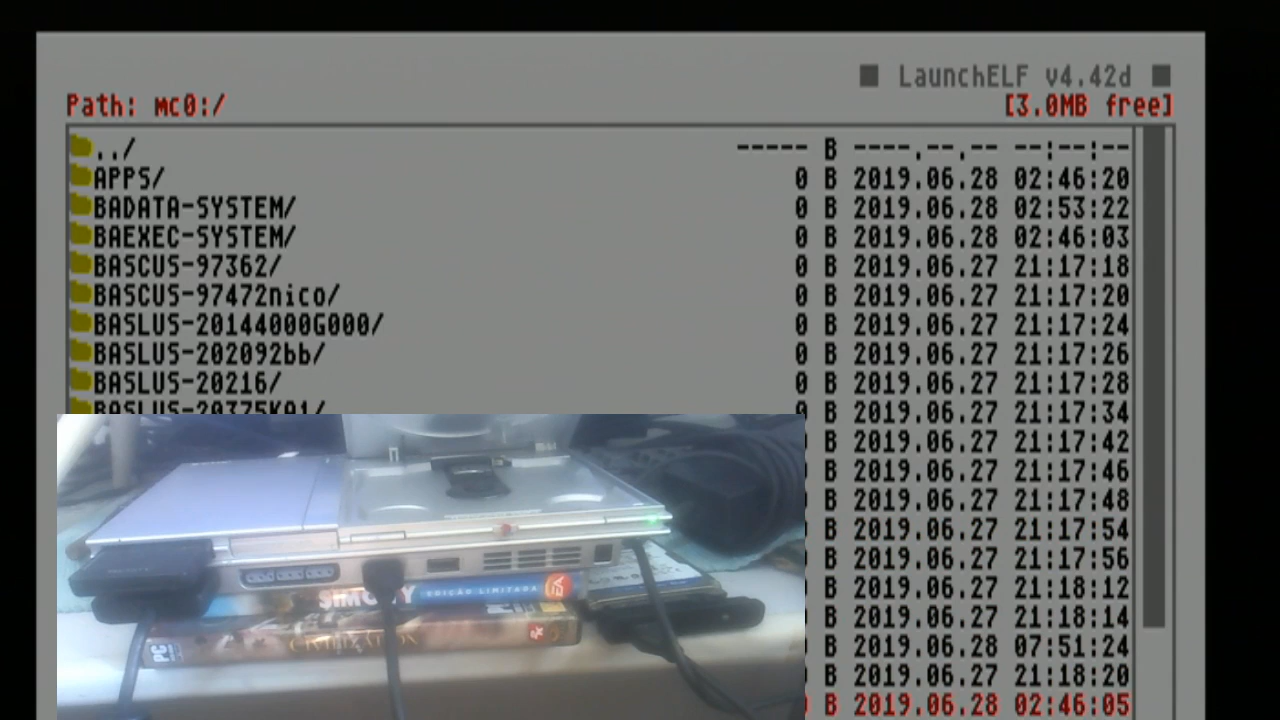 LaunchELF v4.42d
Path: mc0:/ [3.0MB free]
../ ----- B ----.--.-- --:--:--
APPS/ 0 B 2019.06.28 02:46:20
BADATA-SYSTEM/ 0 B 2019.06.28 02:53:22
BAEXEC-SYSTEM/ 0 B 2019.06.28 02:46:03
BASCUS-97362/ 0 B 2019.06.27 21:17:18
BASCUS-97472nico/ 0 B 2019.06.27 21:17:20
BASLUS-20144000G000/ 0 B 2019.06.27 21:17:24
BASLUS-202092bb/ 0 B 2019.06.27 21:17:26
BASLUS-20216/ 0 B 2019.06.27 21:17:28
BASLUS-20375KA1/ 0 B 2019.06.27 21:17:34
B 2019.06.27 21:17:42
B 2019.06.27 21:17:46
B 2019.06.27 21:17:48
B 2019.06.27 21:17:54
B 2019.06.27 21:17:56
B 2019.06.27 21:18:12
B 2019.06.27 21:18:14
B 2019.06.28 07:51:24
B 2019.06.27 21:18:20
B 2019.06.28 02:46:05
EDIÇÃO LIMITADA
PC CIVILIZATION